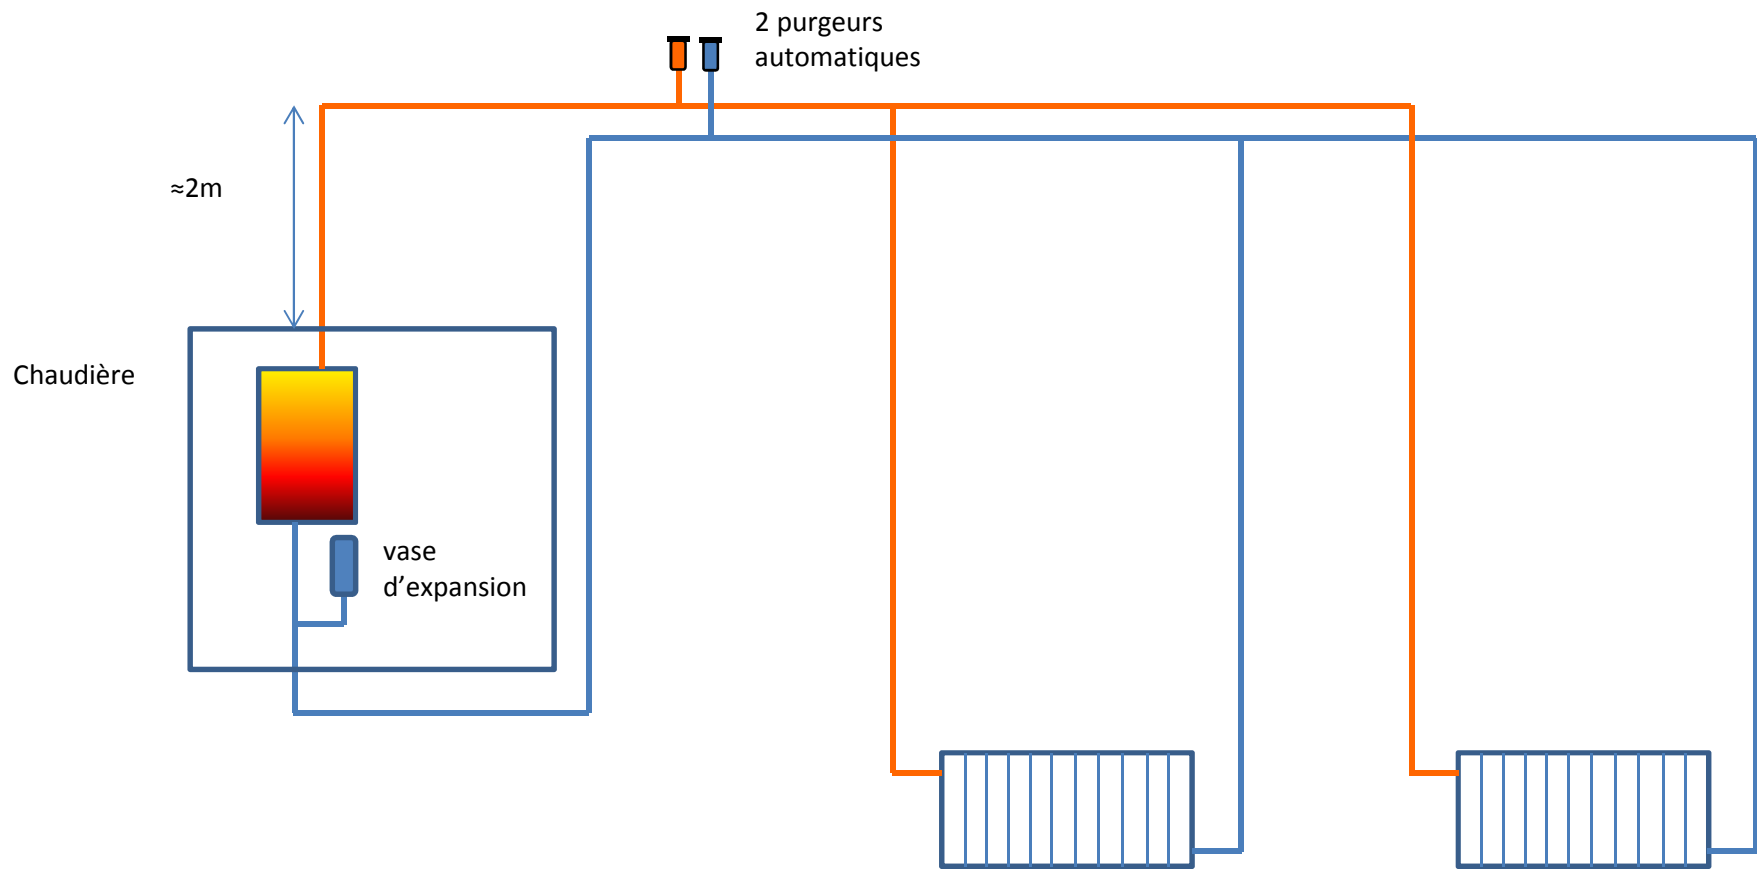 2 purgeurs
automatiques
≈2m
Chaudière
vase
d’expansion